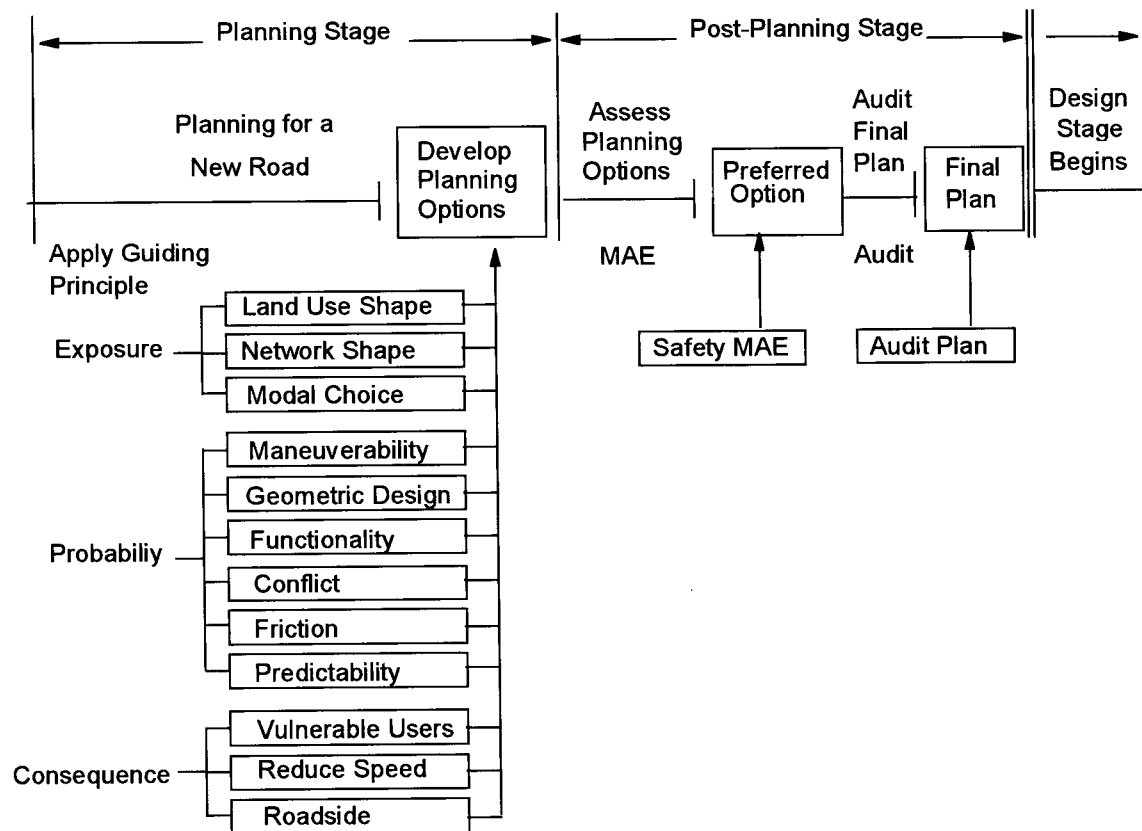 Planning Stage
Post-Planning Stage
Planning for a
New Road
Develop
Planning
Options
Assess
Planning
Options
Preferred
Option
Audit
Final
Plan
Final
Plan
Design
Stage
Begins
Apply Guiding
Principle
MAE
Audit
Safety MAE
Audit Plan
Exposure
Land Use Shape
Network Shape
Modal Choice
Probabiliy
Maneuverability
Geometric Design
Functionality
Conflict
Friction
Predictability
Consequence
Vulnerable Users
Reduce Speed
Roadside